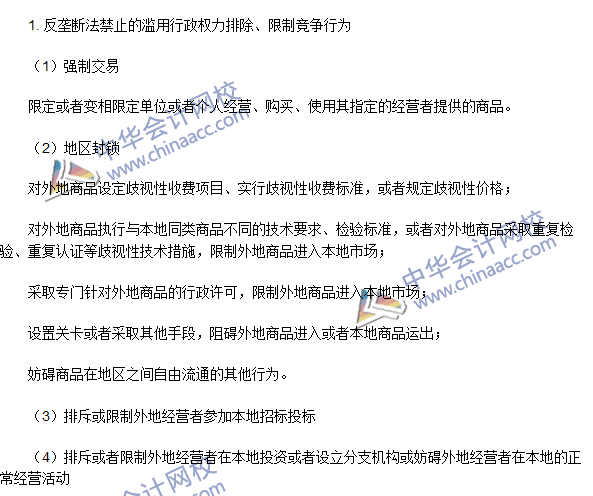 1. 反垄断法禁止的滥用行政权力排除、限制竞争行为
（1）强制交易
限定或者变相限定单位或者个人经营、购买、使用其指定的经营者提供的商品。
（2）地区封锁
对外地商品设定歧视性收费项目、实行歧视性收费标准，或者规定歧视性价格；
对外地商品执行与本地同类商品不同的技术要求、检验标准，或者对外地商品采取重复检
验、重复认证等歧视性技术措施，限制外地商品进入本地市场；
采取专门针对外地商品的行政许可，限制外地商品进入本地市场；
设置关卡或者采取其他手段，阻碍外地商品进入或者本地商品运出；
妨碍商品在地区之间自由流通的其他行为。
（3）排斥或限制外地经营者参加本地招标投标
（4）排斥或者限制外地经营者在本地投资或者设立分支机构或妨碍外地经营者在本地的正
常经营活动
中华会计网校
www.chinaacc.com
中华会计网校
www.chinaacc.com
中华会计网校